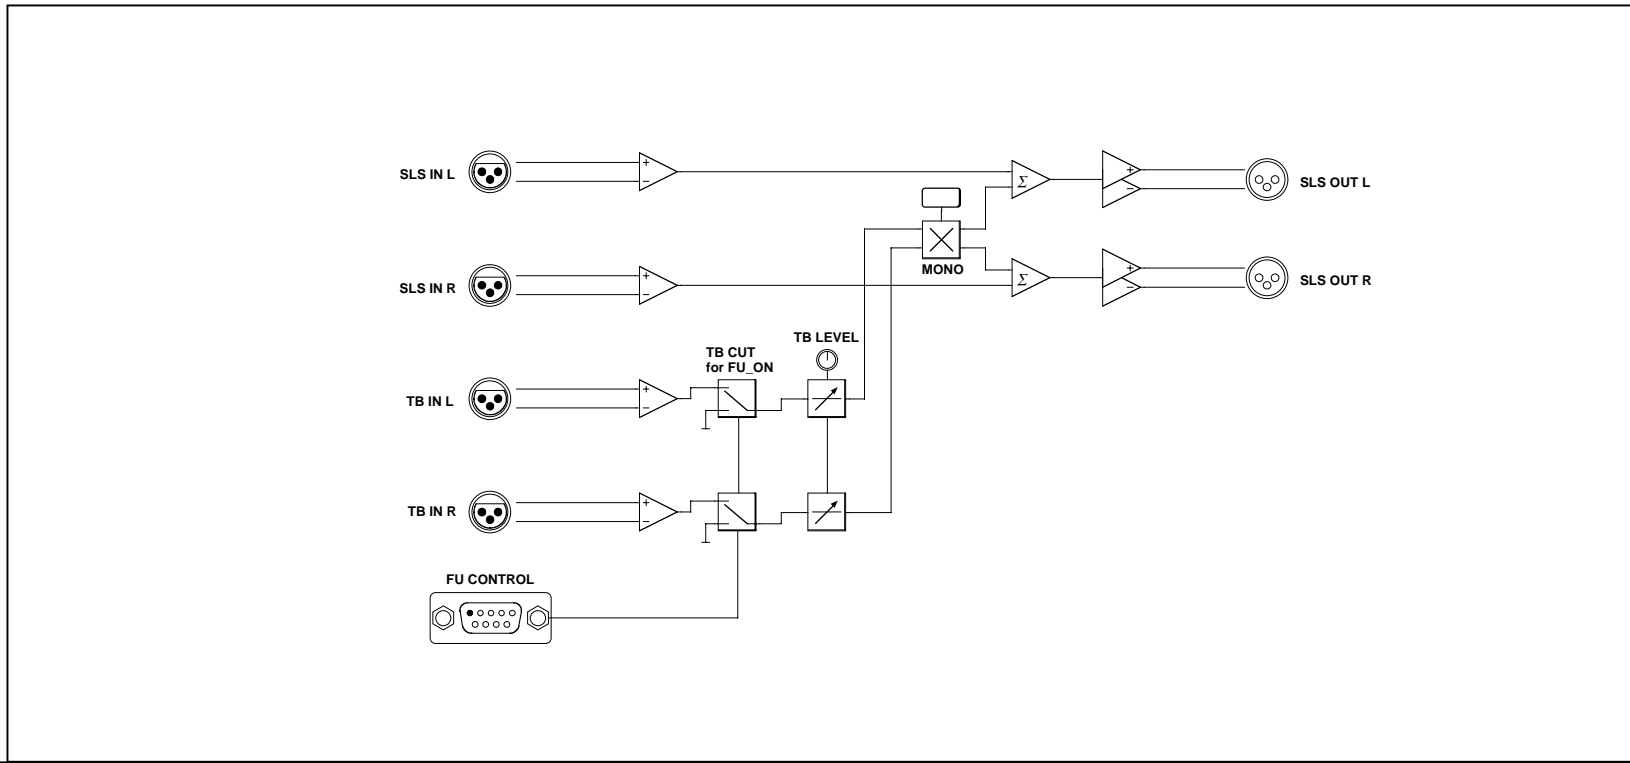 SLS IN L
+
−
Σ
+
−
SLS OUT L
SLS IN R
+
−
MONO
Σ
+
−
SLS OUT R
TB LEVEL
TB CUT
for FU_ON
TB IN L
+
−
TB IN R
+
−
FU CONTROL